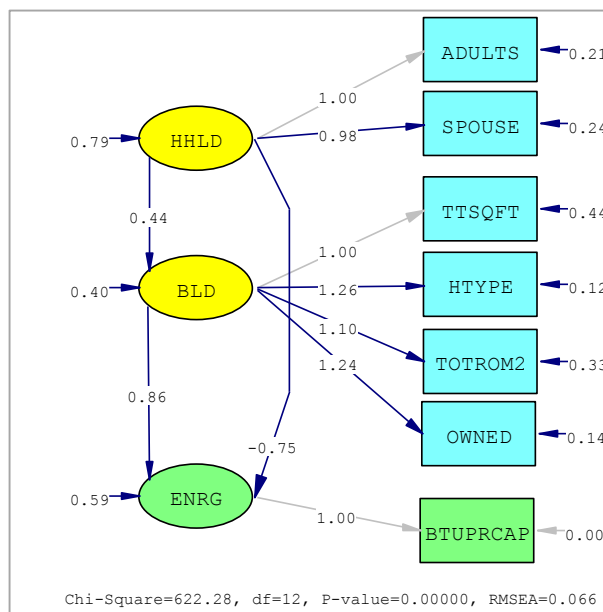 ADULTS
0.21
1.00
SPOUSE
0.24
0.79
HHLD
0.98
TTSQFT
0.44
0.44
1.00
HTYPE
0.12
0.40
BLD
1.26
1.10
TOTROM2
0.33
1.24
0.86
OWNED
0.14
-0.75
0.59
ENRG
1.00
BTUPRCAP
0.00
Chi-Square=622.28, df=12, P-value=0.00000, RMSEA=0.066